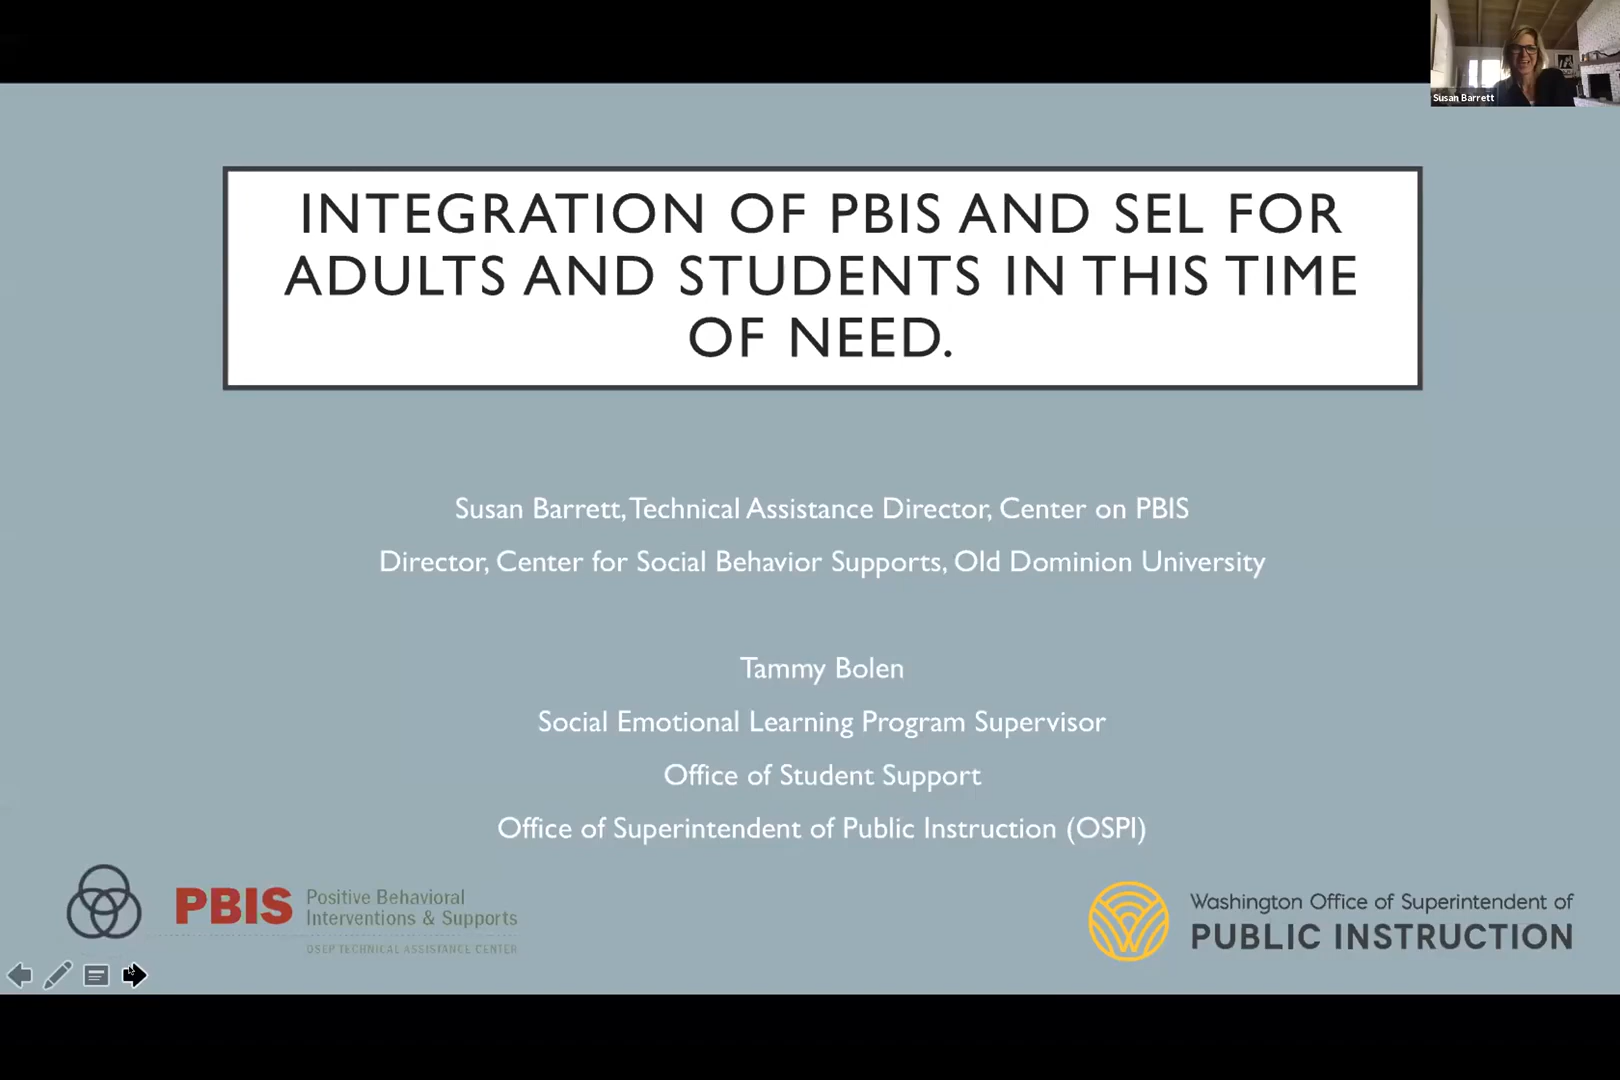 Susan Barrett
INTEGRATION OF PBIS AND SEL FOR
ADULTS AND STUDENTS IN THIS TIME
OF NEED.
Susan Barrett, Technical Assistance Director, Center on PBIS
Director, Center for Social Behavior Supports, Old Dominion University
Tammy Bolen
Social Emotional Learning Program Supervisor
Office of Student Support
Office of Superintendent of Public Instruction (OSPI)
PBIS
Positive Behavioral
Interventions & Supports
OSEP TECHNICAL ASSISTANCE CENTER
Washington Office of Superintendent of
PUBLIC INSTRUCTION